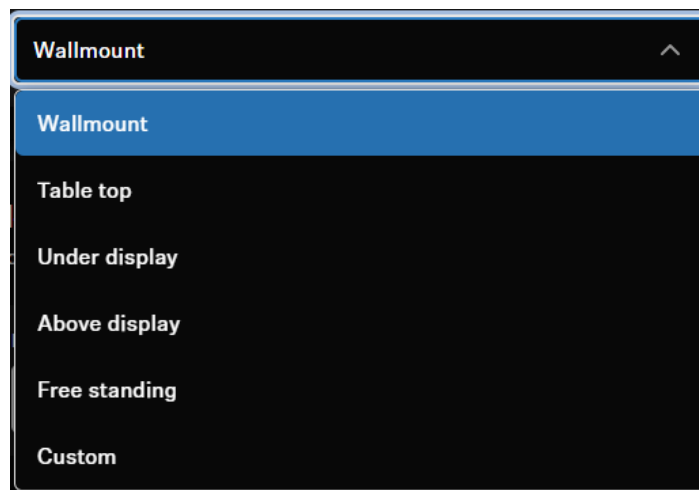 Wallmount
Wallmount
Table top
Under display
Above display
Free standing
Custom